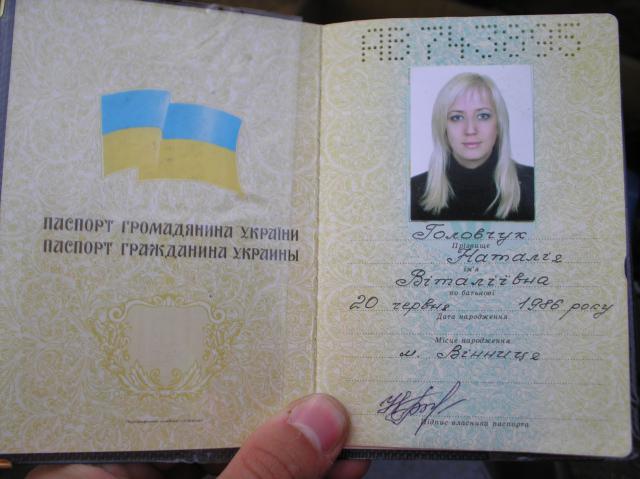 ПАСПОРТ ГРОМАДЯНИНА УКРАЇНИ
ПАСПОРТ ГРАЖДАНИНА УКРАИНЫ
АВ
Головчук
Прізвище
Наталія
ім'я
Віталіївна
по батькові
20 червня 1986 року
Дата народження
Місце народження
м. Вінниця
Підпис власника паспорта